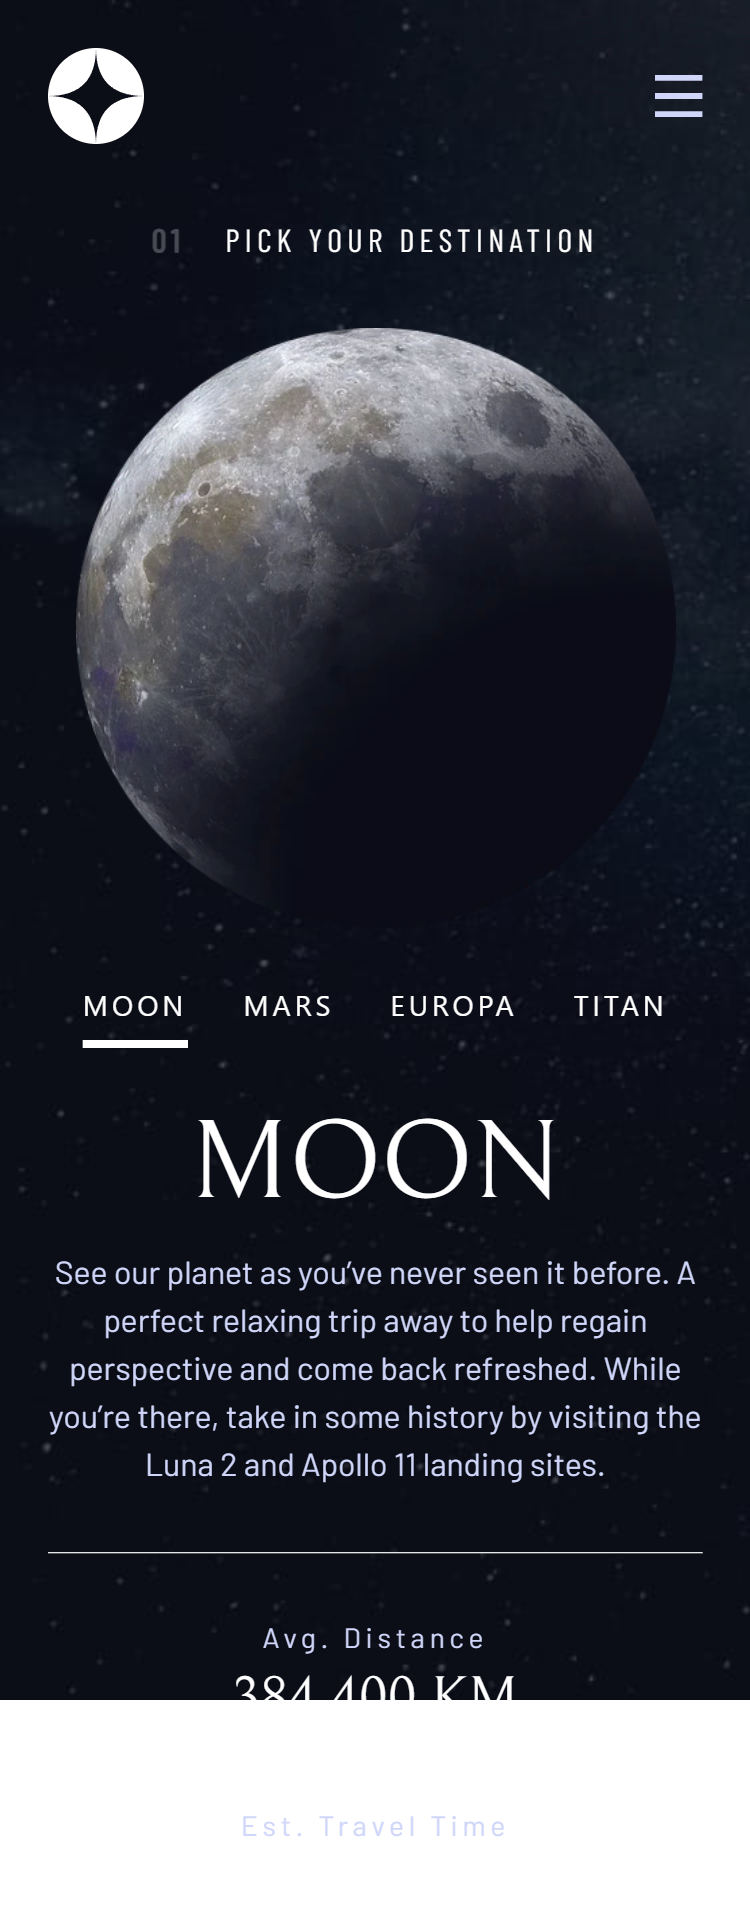 01 PICK YOUR DESTINATION
MOON MARS EUROPA TITAN
MOON
See our planet as you’ve never seen it before. A
perfect relaxing trip away to help regain
perspective and come back refreshed. While
you’re there, take in some history by visiting the
Luna 2 and Apollo 11 landing sites.
Avg. Distance
384,400 KM
Est. Travel Time